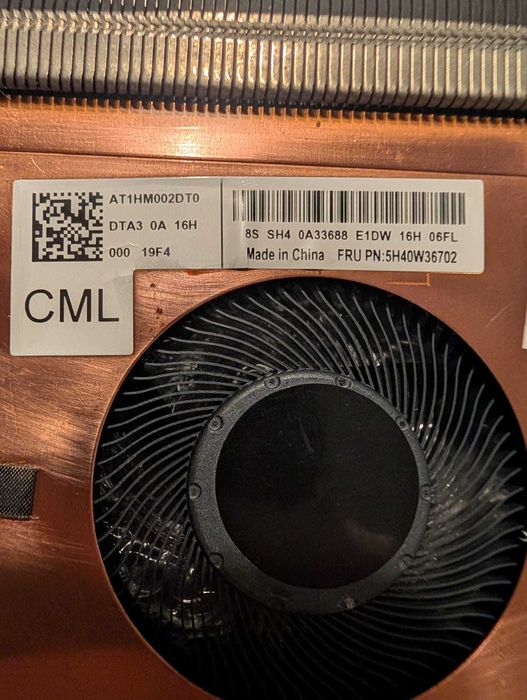 AT1HM002DT0
DTA3 0A 16H
000 19F4
CML
8S SH4 0A33688 E1DW 16H 06FL
Made in China FRU PN:5H40W36702